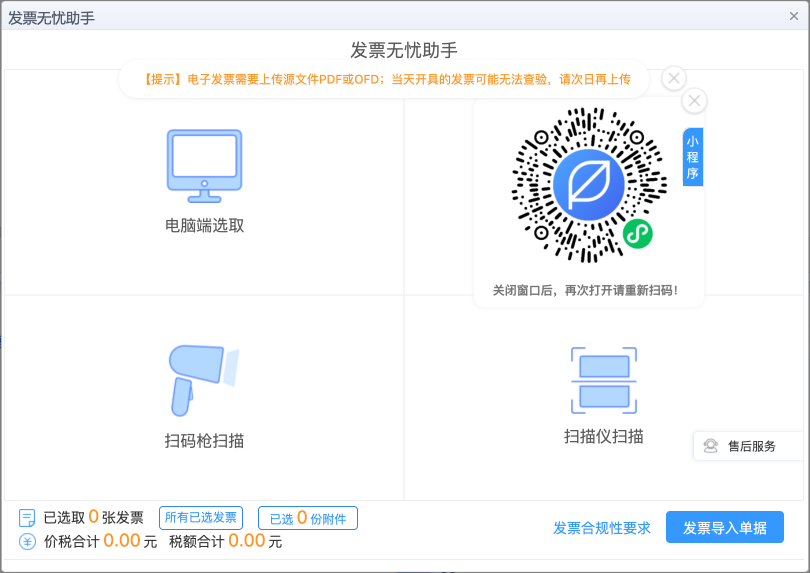 发票无忧助手
发票无忧助手
【提示】电子发票需要上传源文件PDF或OFD；当天开具的发票可能无法查验，请次日再上传
小程序
电脑端选取
关闭窗口后，再次打开请重新扫码！
扫码枪扫描
扫描仪扫描
售后服务
已选取 0 张发票 所有已选发票 已选 0 份附件
价税合计 0.00 元 税额合计 0.00 元
发票合规性要求 发票导入单据